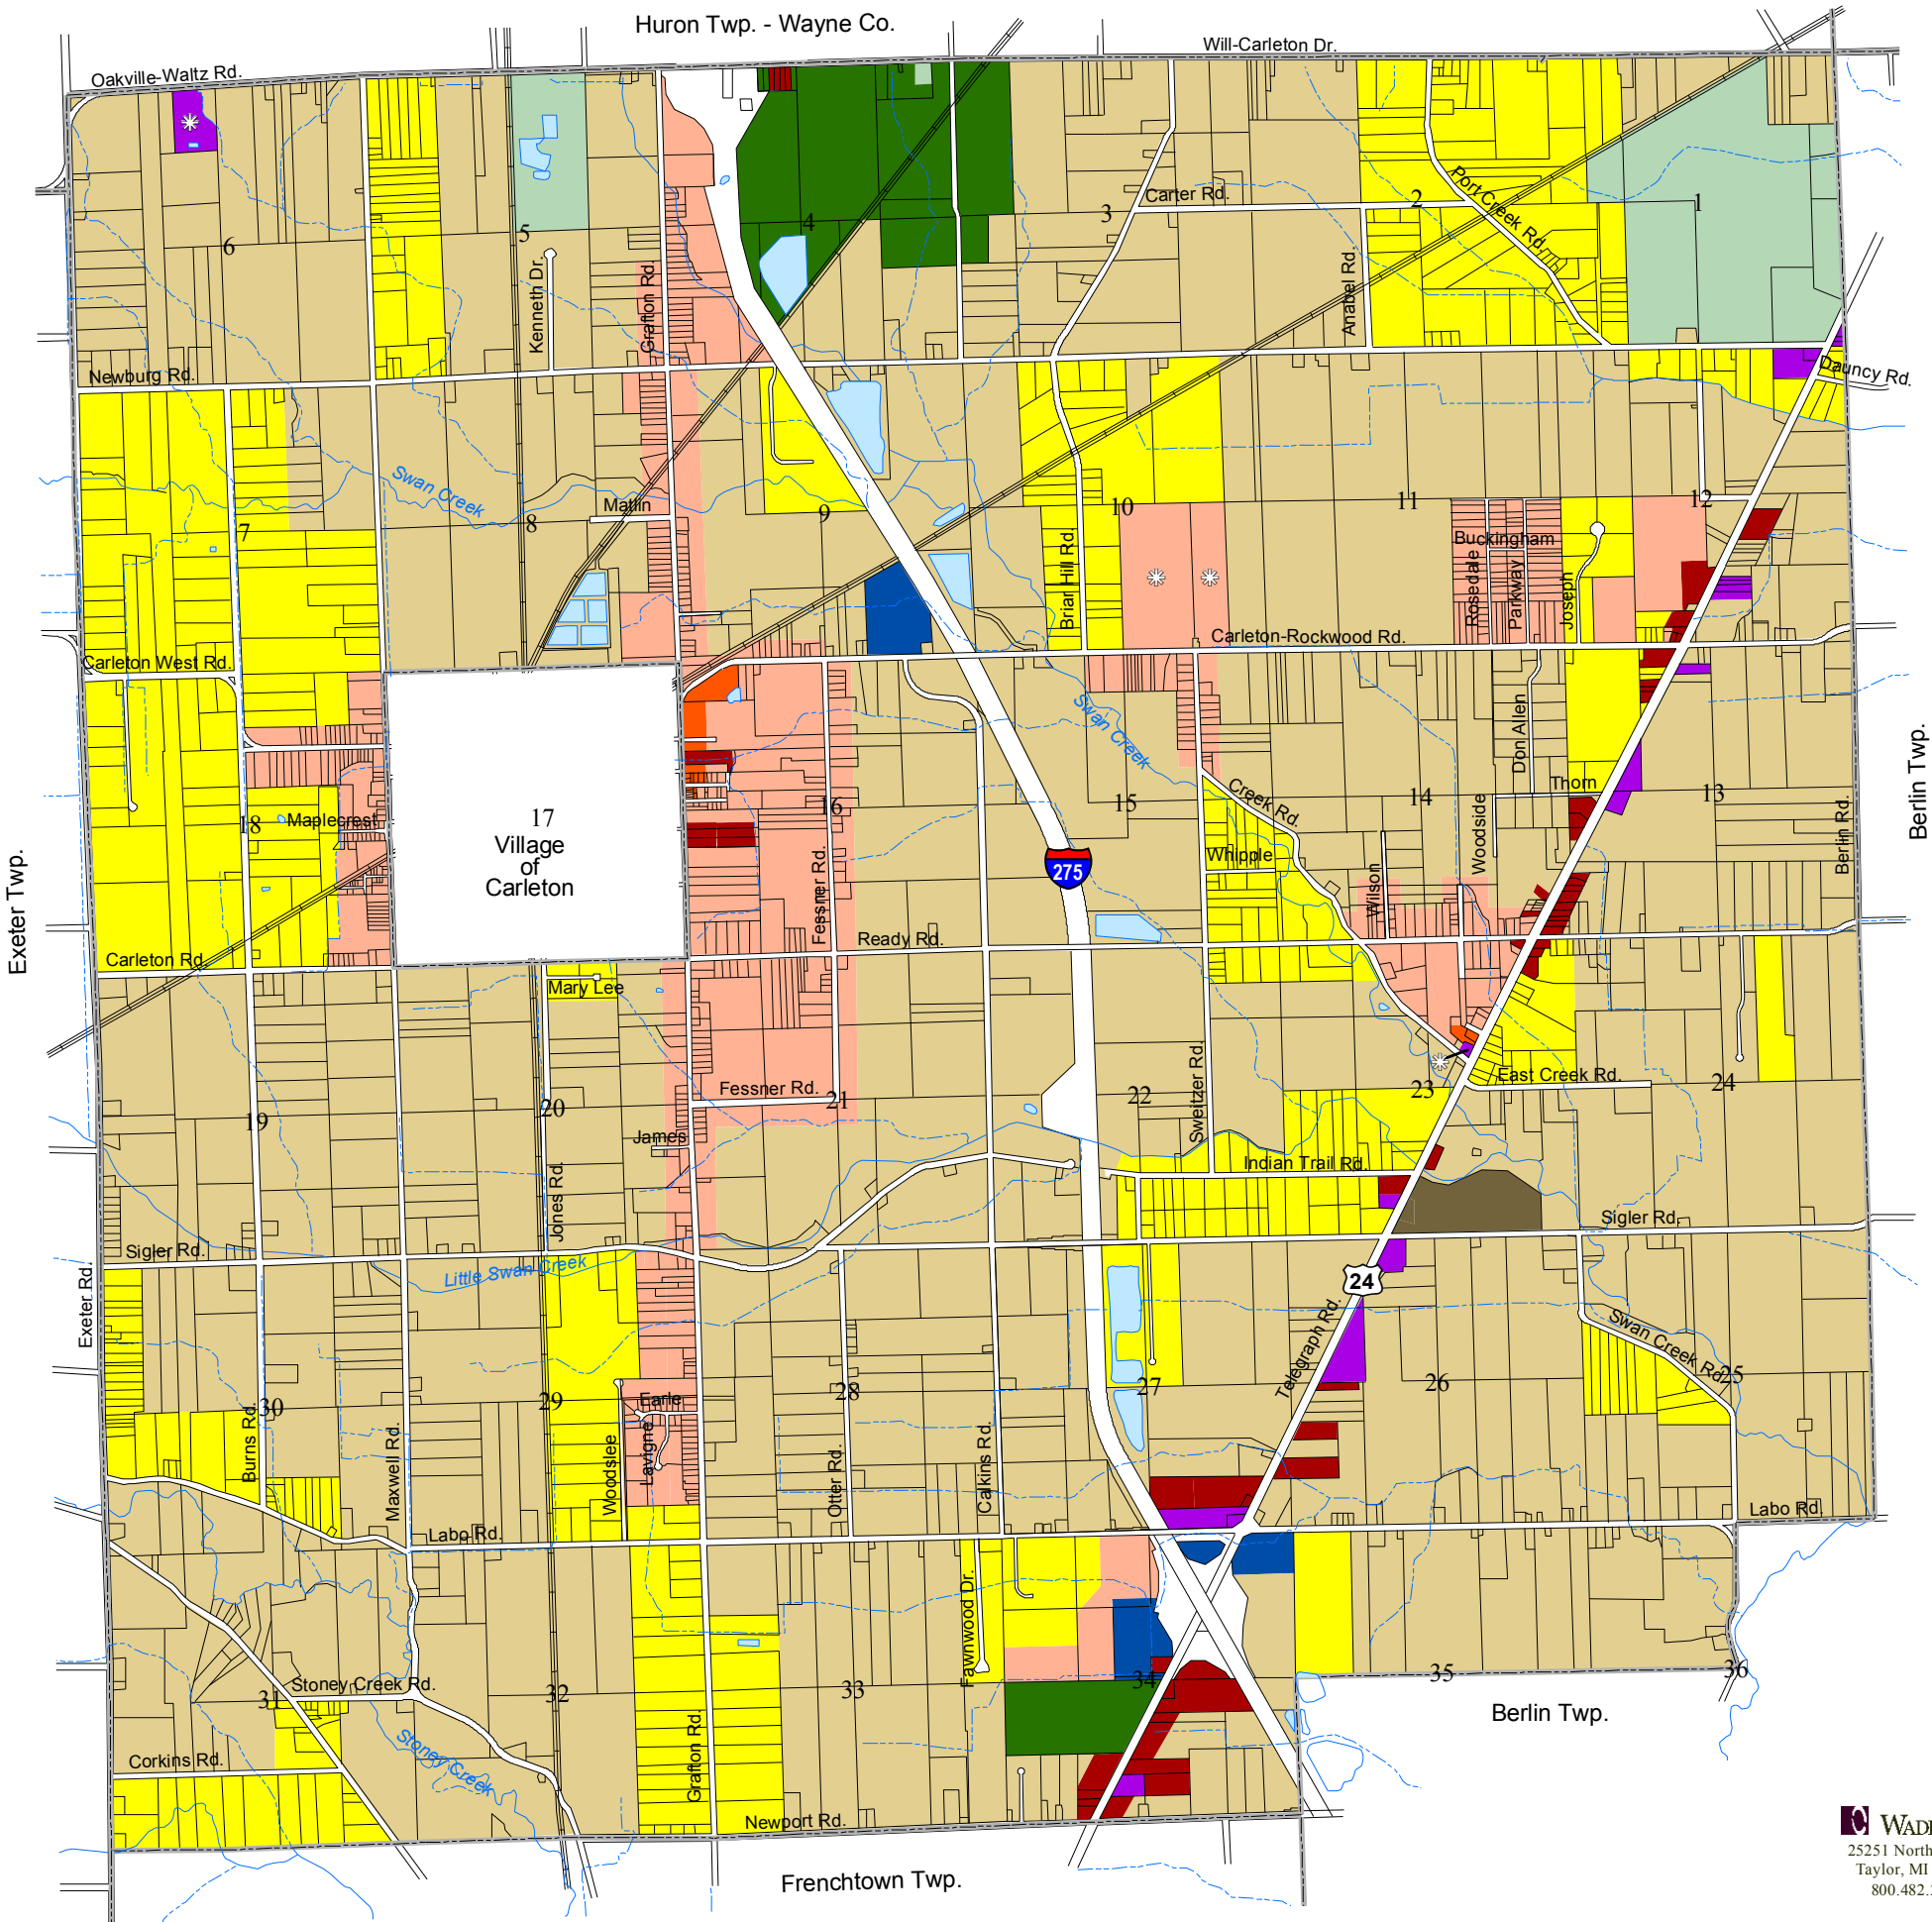 Huron Twp. - Wayne Co.
Will-Carleton Dr.
Oakville-Waltz Rd.
Port Creek Rd.
Carter Rd.
1
2
3
4
5
6
Kenneth Dr.
Grafton Rd.
Anabel Rd.
Newburg Rd.
Dauncy Rd.
Swan Creek
Matlin
7
8
9
10
11
12
Briar Hill Rd.
Buckingham
Rosedale
Parkway
Joseph
Carleton West Rd.
Carleton-Rockwood Rd.
Swan Creek
Don Allen
Thorn
Creek Rd.
Whipple
Wilson
Woodside
Berlin Rd.
Berlin Twp.
Exeter Twp.
18
Maplecrest
17
Village
of
Carleton
16
15
14
13
275
Fessner Rd.
Ready Rd.
Carleton Rd.
Mary Lee
Sweitzer Rd.
East Creek Rd.
Fessner Rd.
19
20
21
22
23
24
James
Jones Rd.
Indian Trail Rd.
Sigler Rd.
Sigler Rd.
Little Swan Creek
Exeter Rd.
24
Telegraph Rd.
Swan Creek Rd.
30
29
28
27
26
25
Burns Rd.
Maxwell Rd.
Woodslee
Earle
Lavigne
Otter Rd.
Calkins Rd.
Labo Rd.
Labo Rd.
Fawnwood Dr.
Stoney Creek Rd.
31
32
33
34
35
36
Berlin Twp.
Corkins Rd.
Stoney Creek
Grafton Rd.
Newport Rd.
Frenchtown Twp.
25251 North
Taylor, MI
800.482.